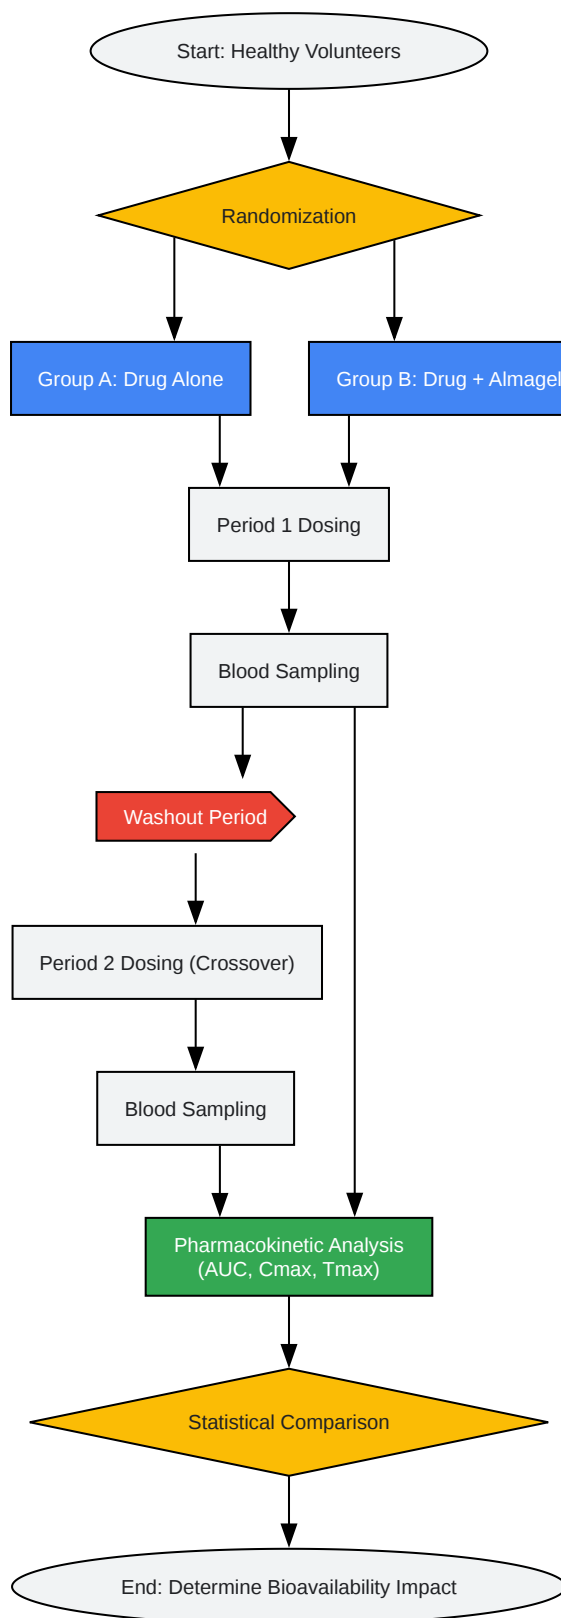 Start: Healthy Volunteers
Randomization
Group A: Drug Alone
Group B: Drug + Almagel
Period 1 Dosing
Blood Sampling
Washout Period
Period 2 Dosing (Crossover)
Blood Sampling
Pharmacokinetic Analysis
(AUC, Cmax, Tmax)
Statistical Comparison
End: Determine Bioavailability Impact